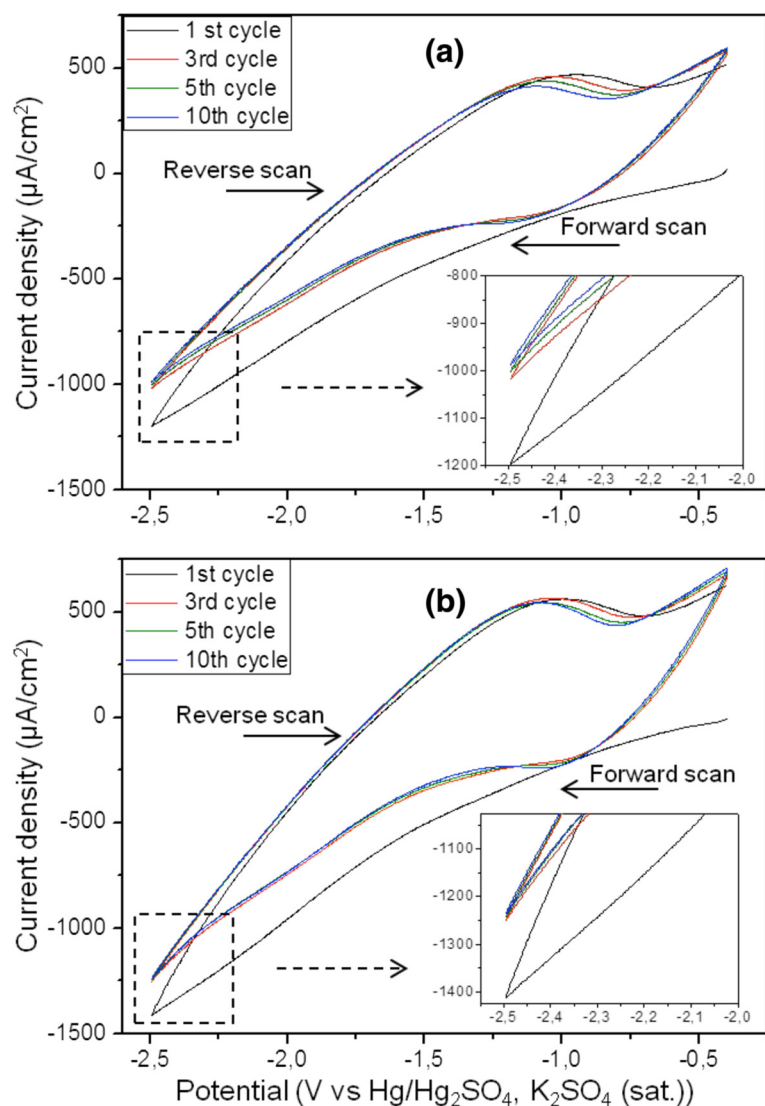 (a)
1 st cycle
3rd cycle
5th cycle
10th cycle
Reverse scan
Forward scan
Current density (µA/cm²)
500
0
-500
-1000
-1500
-2,5
-2,0
-1,5
-1,0
-0,5
-800
-900
-1000
-1100
-1200
-2,5 -2,4 -2,3 -2,2 -2,1 -2,0
(b)
1st cycle
3rd cycle
5th cycle
10th cycle
Reverse scan
Forward scan
Current density (µA/cm²)
500
0
-500
-1000
-1500
-1100
-1200
-1300
-1400
-2,5 -2,4 -2,3 -2,2 -2,1 -2,0
-2,5
-2,0
-1,5
-1,0
-0,5
Potential (V vs Hg/Hg₂SO₄, K₂SO₄ (sat.))